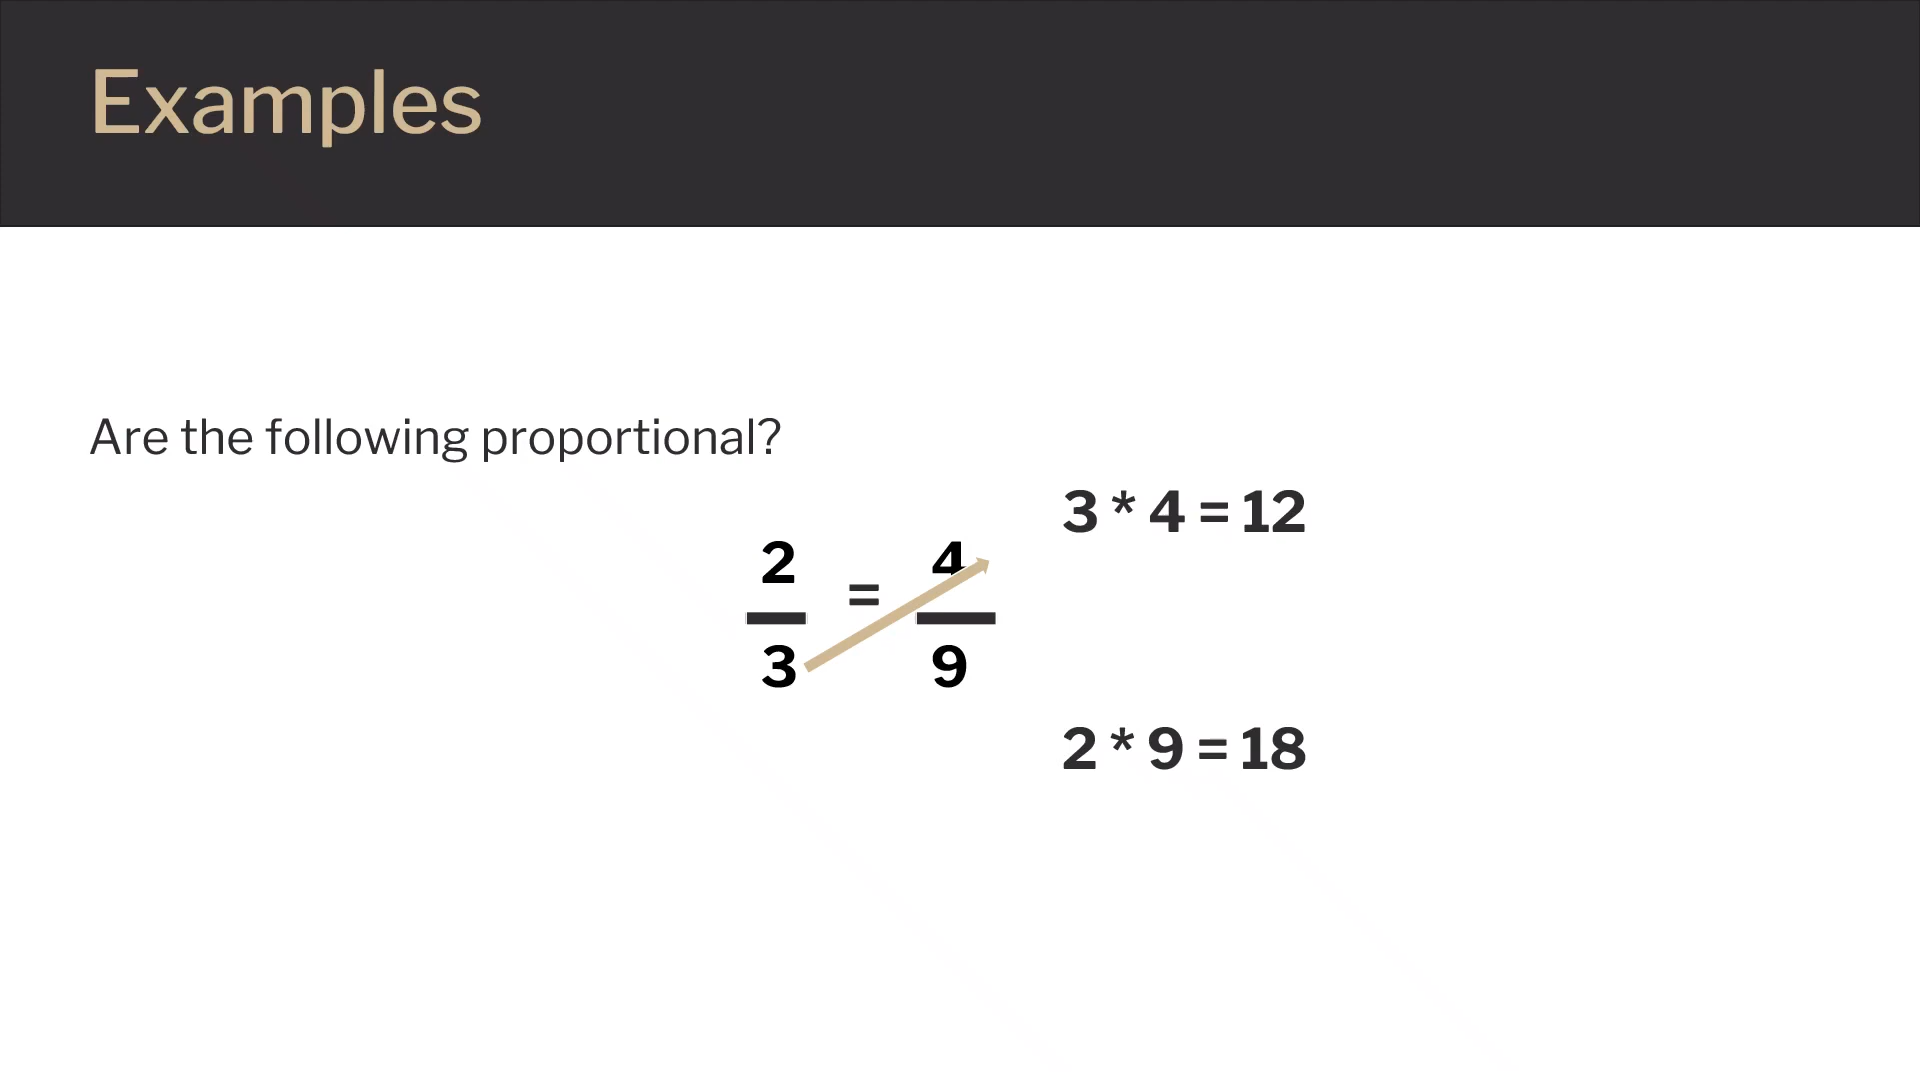 Examples
Are the following proportional?
3 * 4 = 12
2 = 4
3 9
2 * 9 = 18